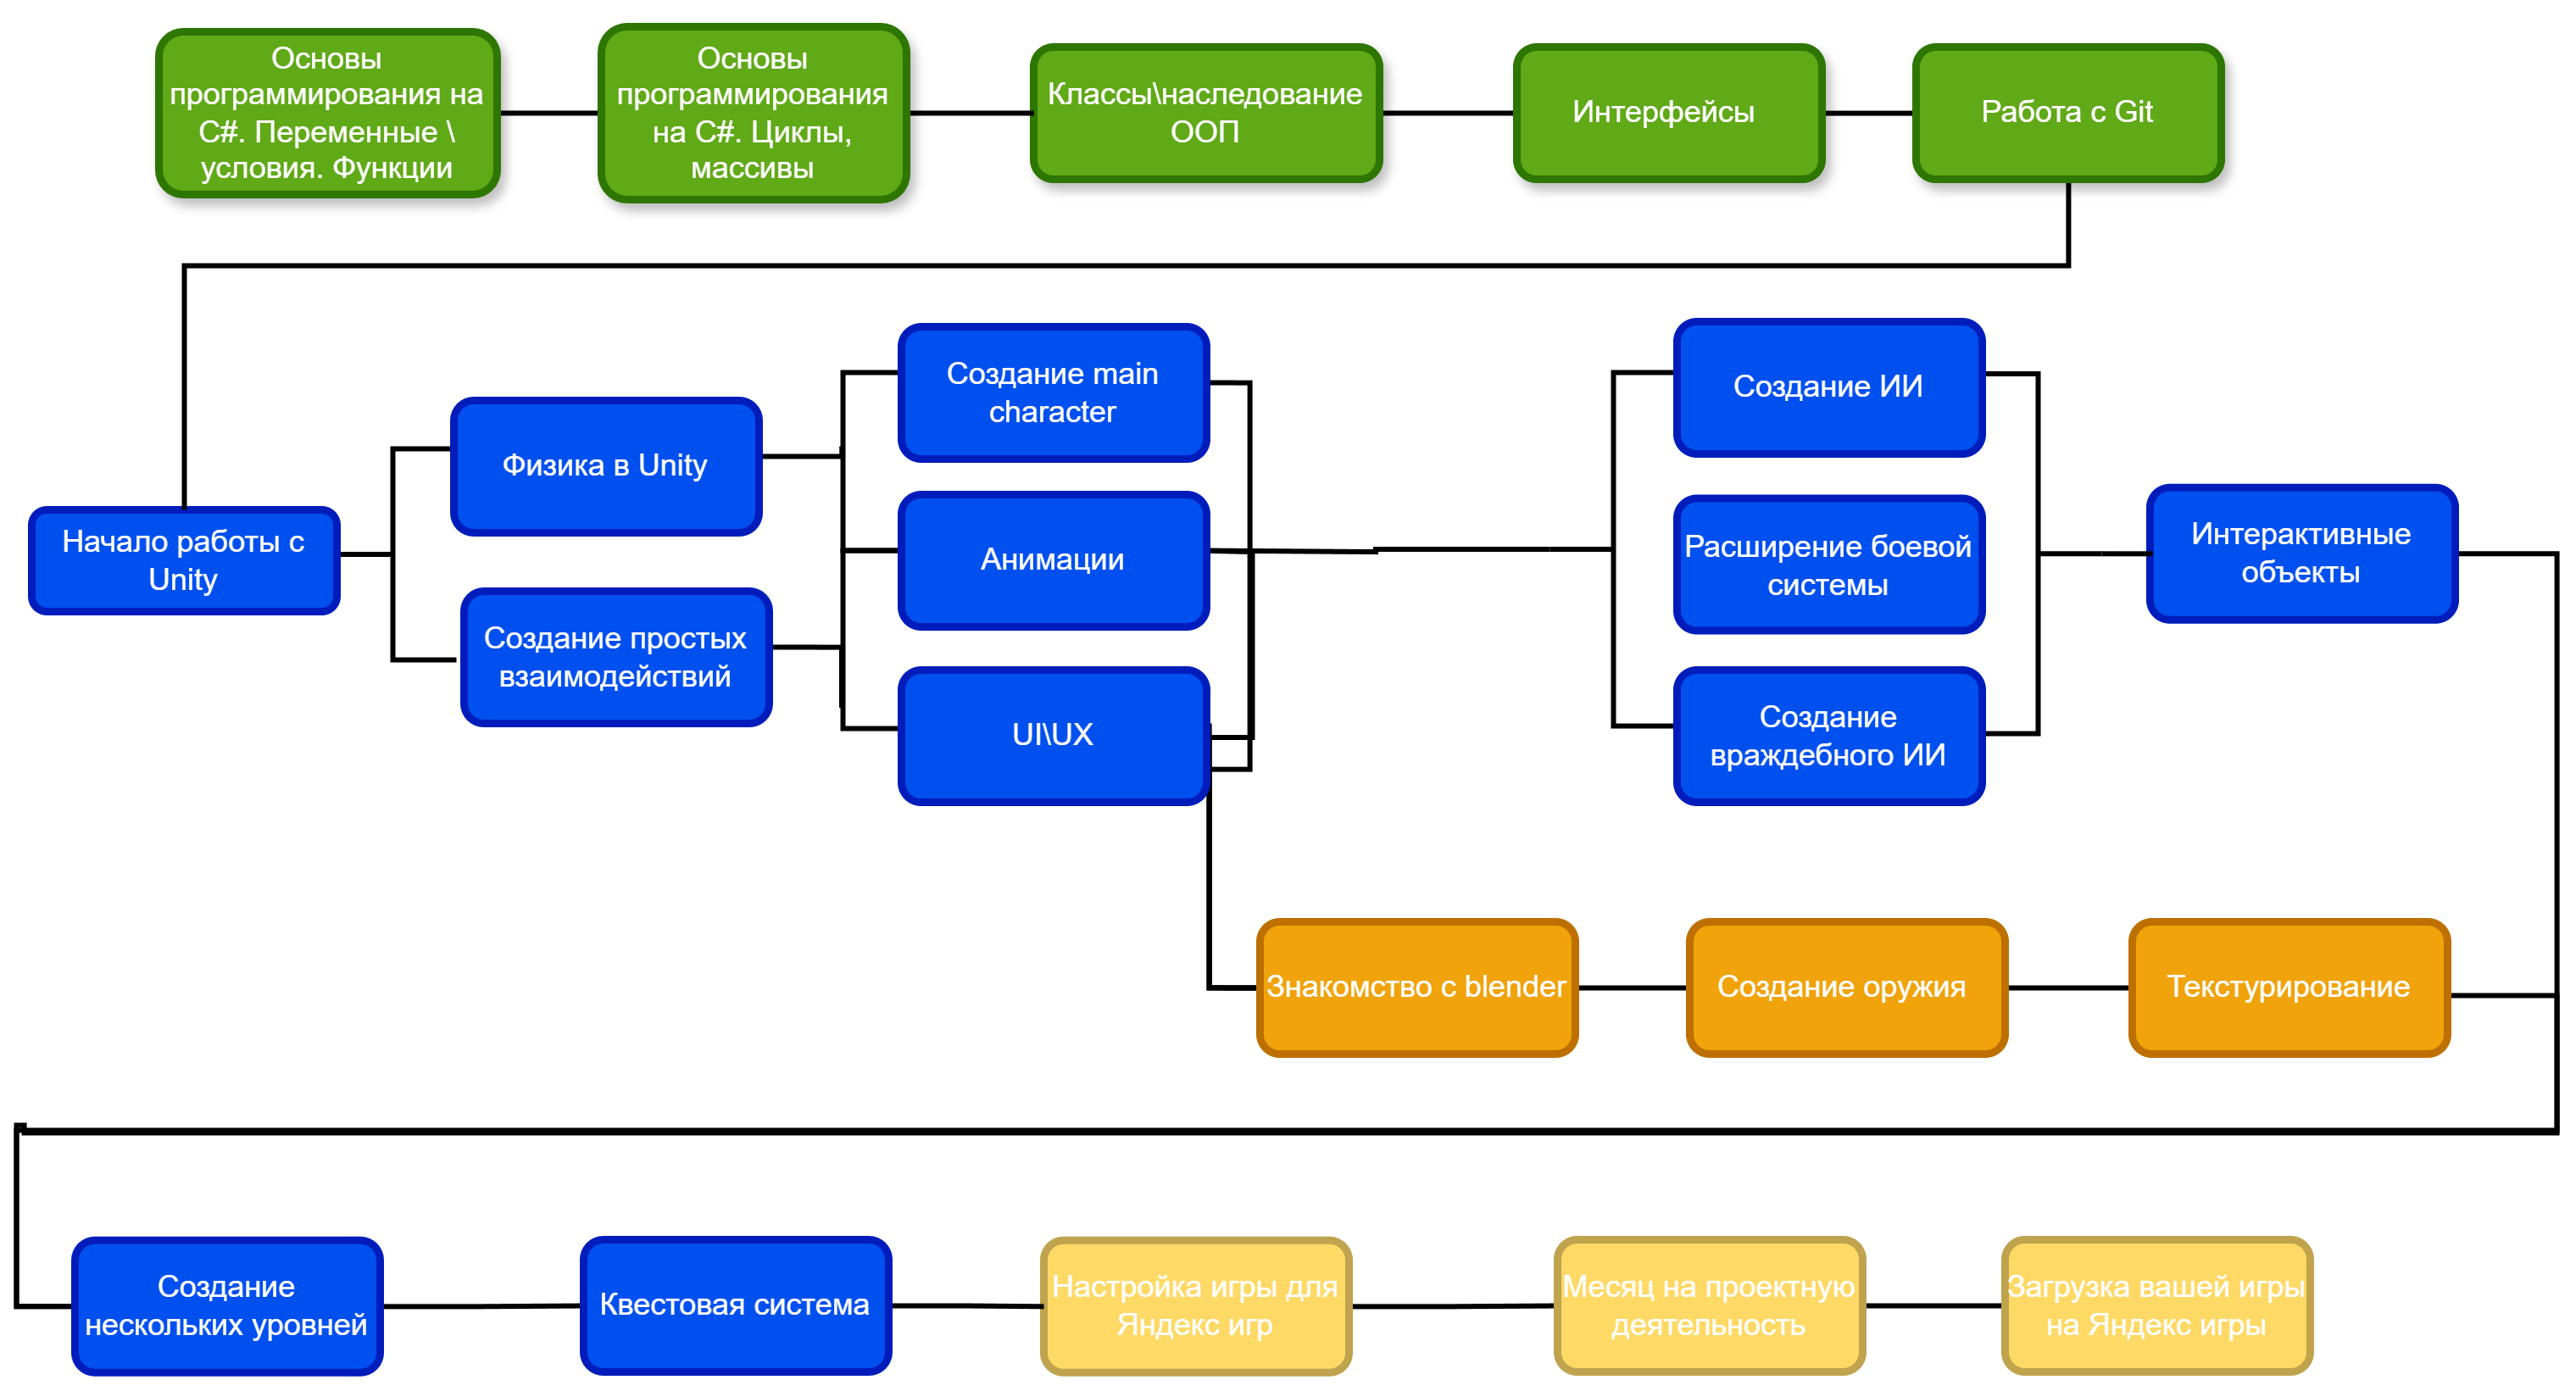 Основы
программирования на
C#. Переменные \
условия. Функции
Основы
программирования
на C#. Циклы,
массивы
Классы\наследование
ООП
Интерфейсы
Работа с Git
Начало работы с
Unity
Физика в Unity
Создание простых
взаимодействий
Создание main
character
Анимации
UI\UX
Создание ИИ
Расширение боевой
системы
Создание
враждебного ИИ
Интерактивные
объекты
Знакомство с blender
Создание оружия
Текстурирование
Создание
нескольких уровней
Квестовая система
Настройка игры для
Яндекс игр
Месяц на проектную
деятельность
Загрузка вашей игры
на Яндекс игры